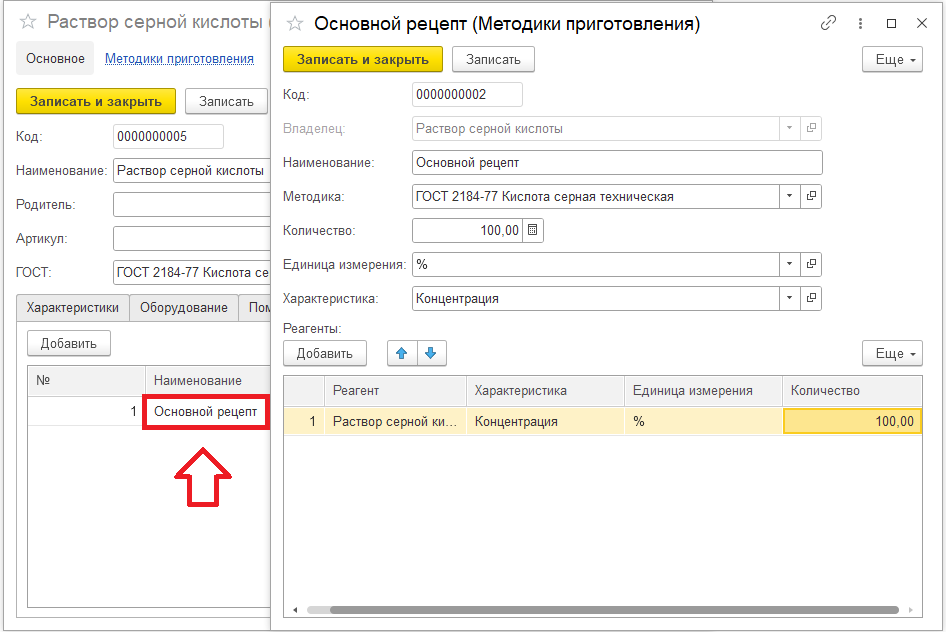 Раствор серной кислоты (
Основное Методики приготовления
Записать и закрыть Записать
Код: 0000000005
Наименование: Раствор серной кислоты
Родитель:
Артикул:
ГОСТ: ГОСТ 2184-77 Кислота се
Характеристики Оборудование Пом
Добавить
№ Наименование
1 Основной рецепт
Основной рецепт (Методики приготовления)
Записать и закрыть Записать Еще
Код: 0000000002
Владелец: Раствор серной кислоты
Наименование: Основной рецепт
Методика: ГОСТ 2184-77 Кислота серная техническая
Количество: 100,00
Единица измерения: %
Характеристика: Концентрация
Реагенты:
Добавить Еще
Реагент Характеристика Единица измерения Количество
1 Раствор серной ки... Концентрация % 100,00